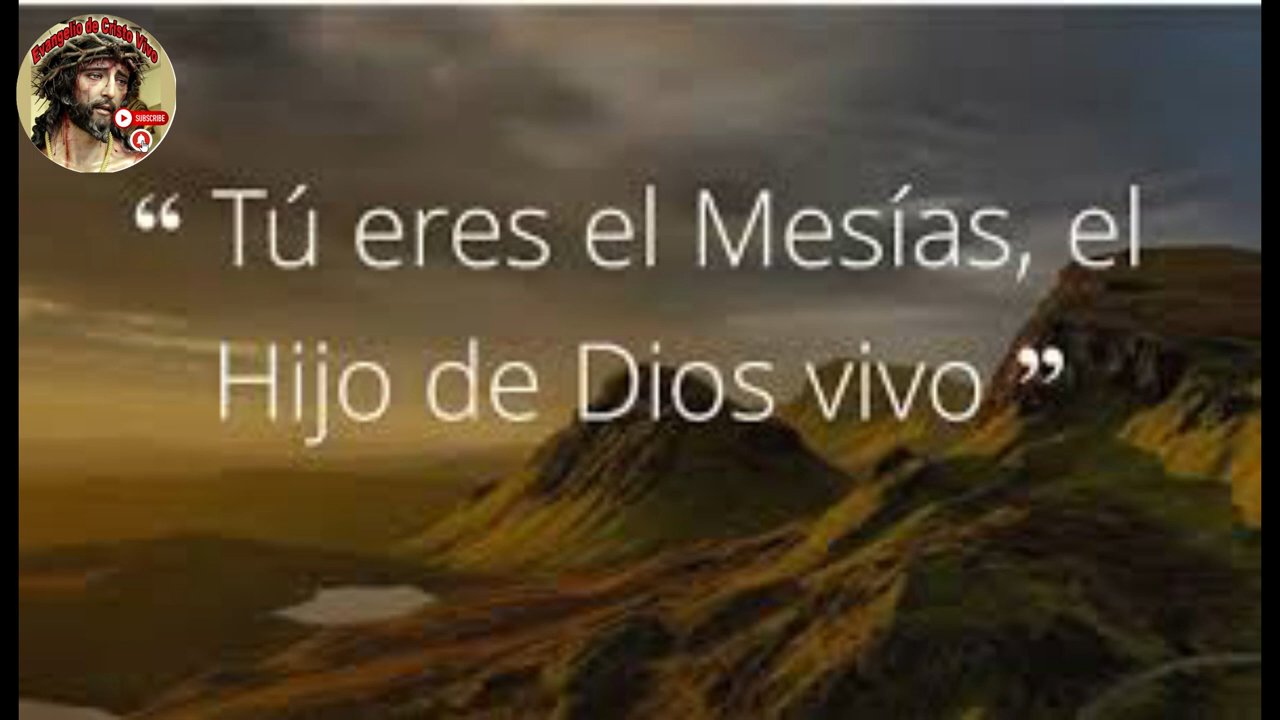 Evangelio de Cristo Vivo
SUBSCRIBE
“ Tú eres el Mesías, el
Hijo de Dios vivo ”